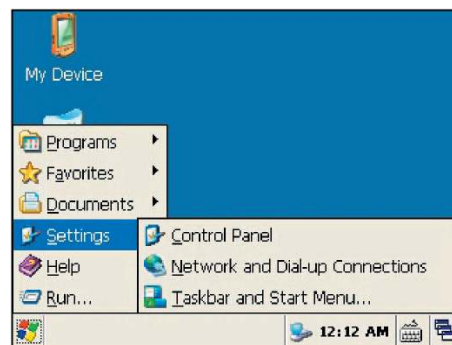 My Device
Programs
Favorites
Documents
Settings
Help
Run...
Control Panel
Network and Dial-up Connections
Taskbar and Start Menu...
12:12 AM